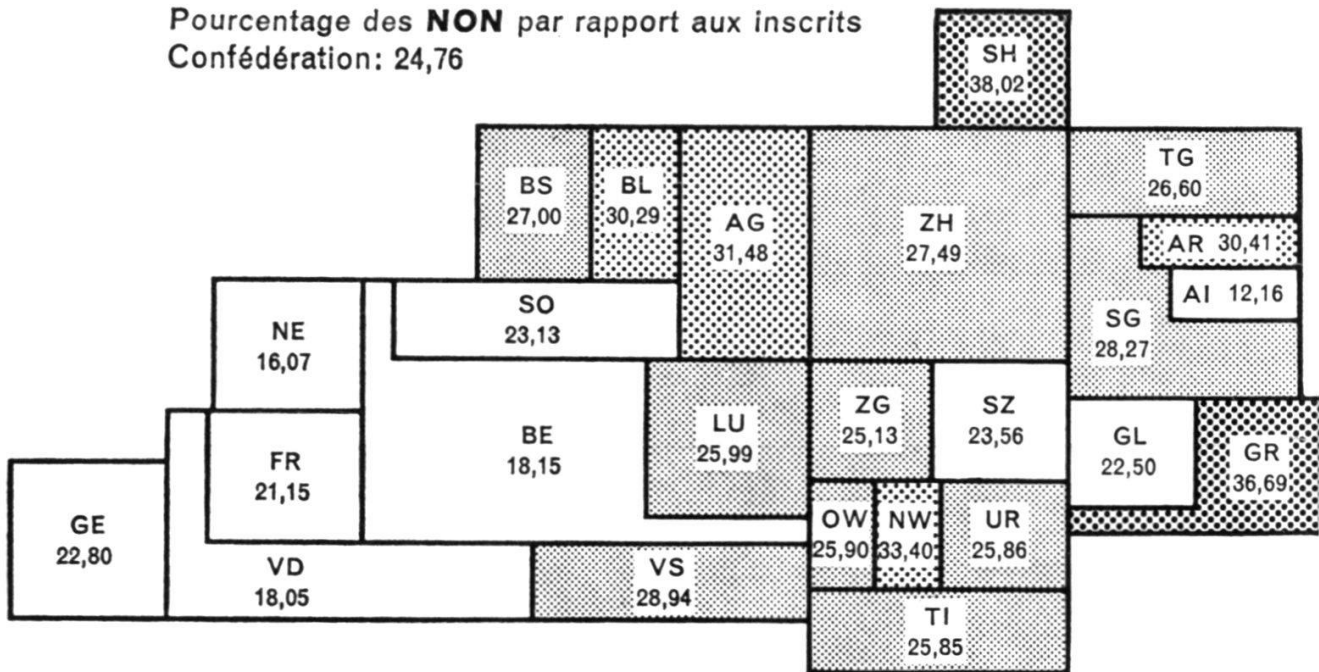 Pourcentage des NON par rapport aux inscrits
Confédération: 24,76
SH
38,02
BS
27,00
BL
30,29
AG
31,48
ZH
27,49
TG
26,60
AR 30,41
AI 12,16
SG
28,27
NE
16,07
SO
23,13
BE
18,15
LU
25,99
ZG
25,13
SZ
23,56
GL
22,50
GR
36,69
FR
21,15
GE
22,80
VD
18,05
VS
28,94
OW
25,90
NW
33,40
UR
25,86
TI
25,85